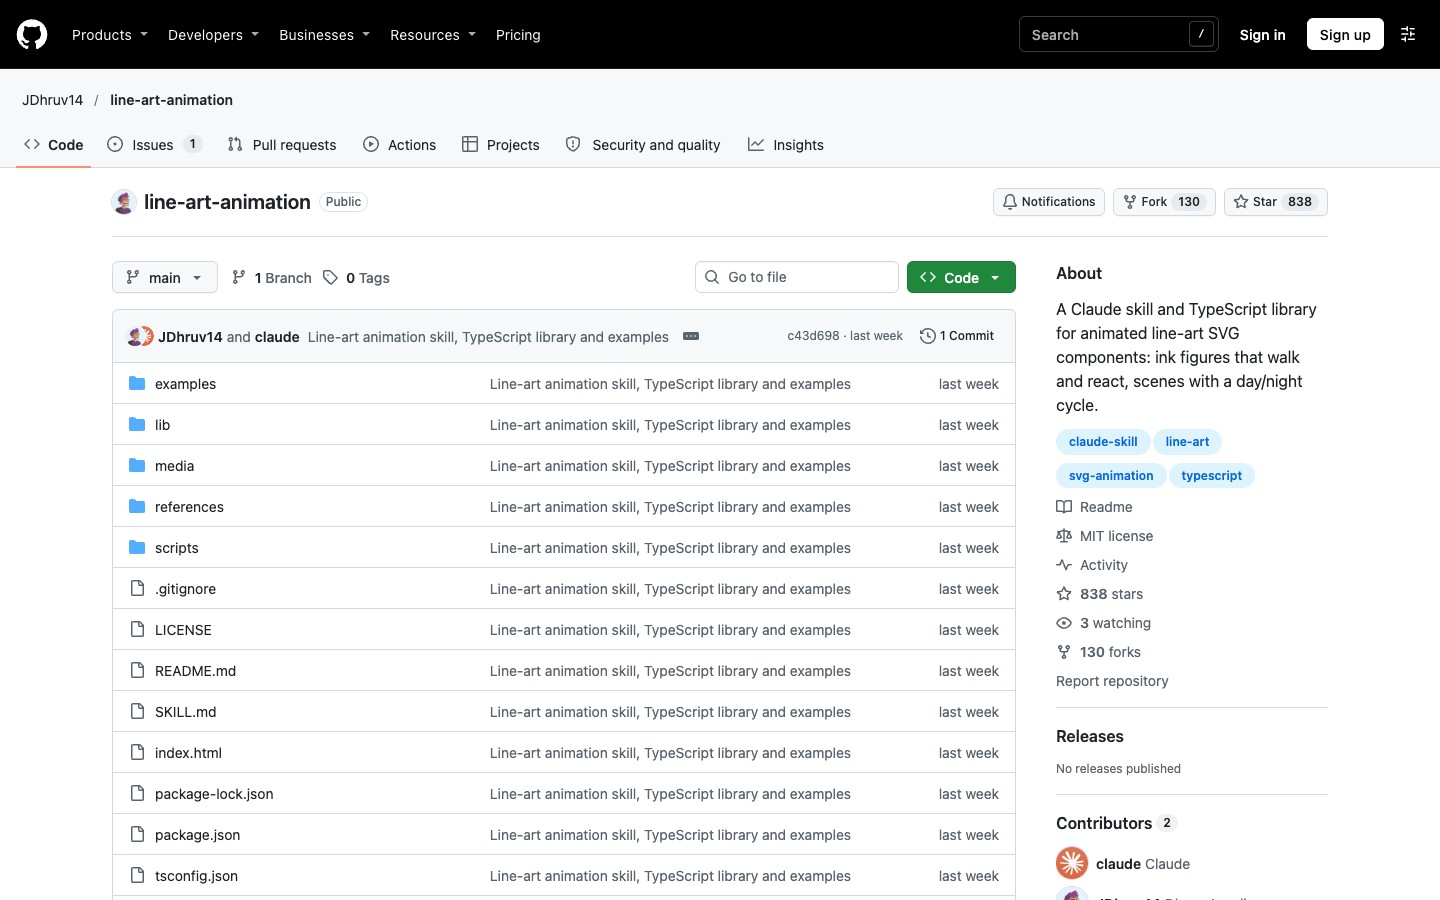 Products Developers Businesses Resources Pricing Search / Sign in Sign up
JDhruv14 / line-art-animation
Code Issues 1 Pull requests Actions Projects Security and quality Insights
line-art-animation Public Notifications Fork 130 Star 838
main 1 Branch 0 Tags Go to file Code
JDhruv14 and claude Line-art animation skill, TypeScript library and examples c43d698 · last week 1 Commit
examples Line-art animation skill, TypeScript library and examples last week
lib Line-art animation skill, TypeScript library and examples last week
media Line-art animation skill, TypeScript library and examples last week
references Line-art animation skill, TypeScript library and examples last week
scripts Line-art animation skill, TypeScript library and examples last week
.gitignore Line-art animation skill, TypeScript library and examples last week
LICENSE Line-art animation skill, TypeScript library and examples last week
README.md Line-art animation skill, TypeScript library and examples last week
SKILL.md Line-art animation skill, TypeScript library and examples last week
index.html Line-art animation skill, TypeScript library and examples last week
package-lock.json Line-art animation skill, TypeScript library and examples last week
package.json Line-art animation skill, TypeScript library and examples last week
tsconfig.json Line-art animation skill, TypeScript library and examples last week
About
A Claude skill and TypeScript library
for animated line-art SVG
components: ink figures that walk
and react, scenes with a day/night
cycle.
claude-skill line-art
svg-animation typescript
Readme
MIT license
Activity
838 stars
3 watching
130 forks
Report repository
Releases
No releases published
Contributors 2
claude Claude